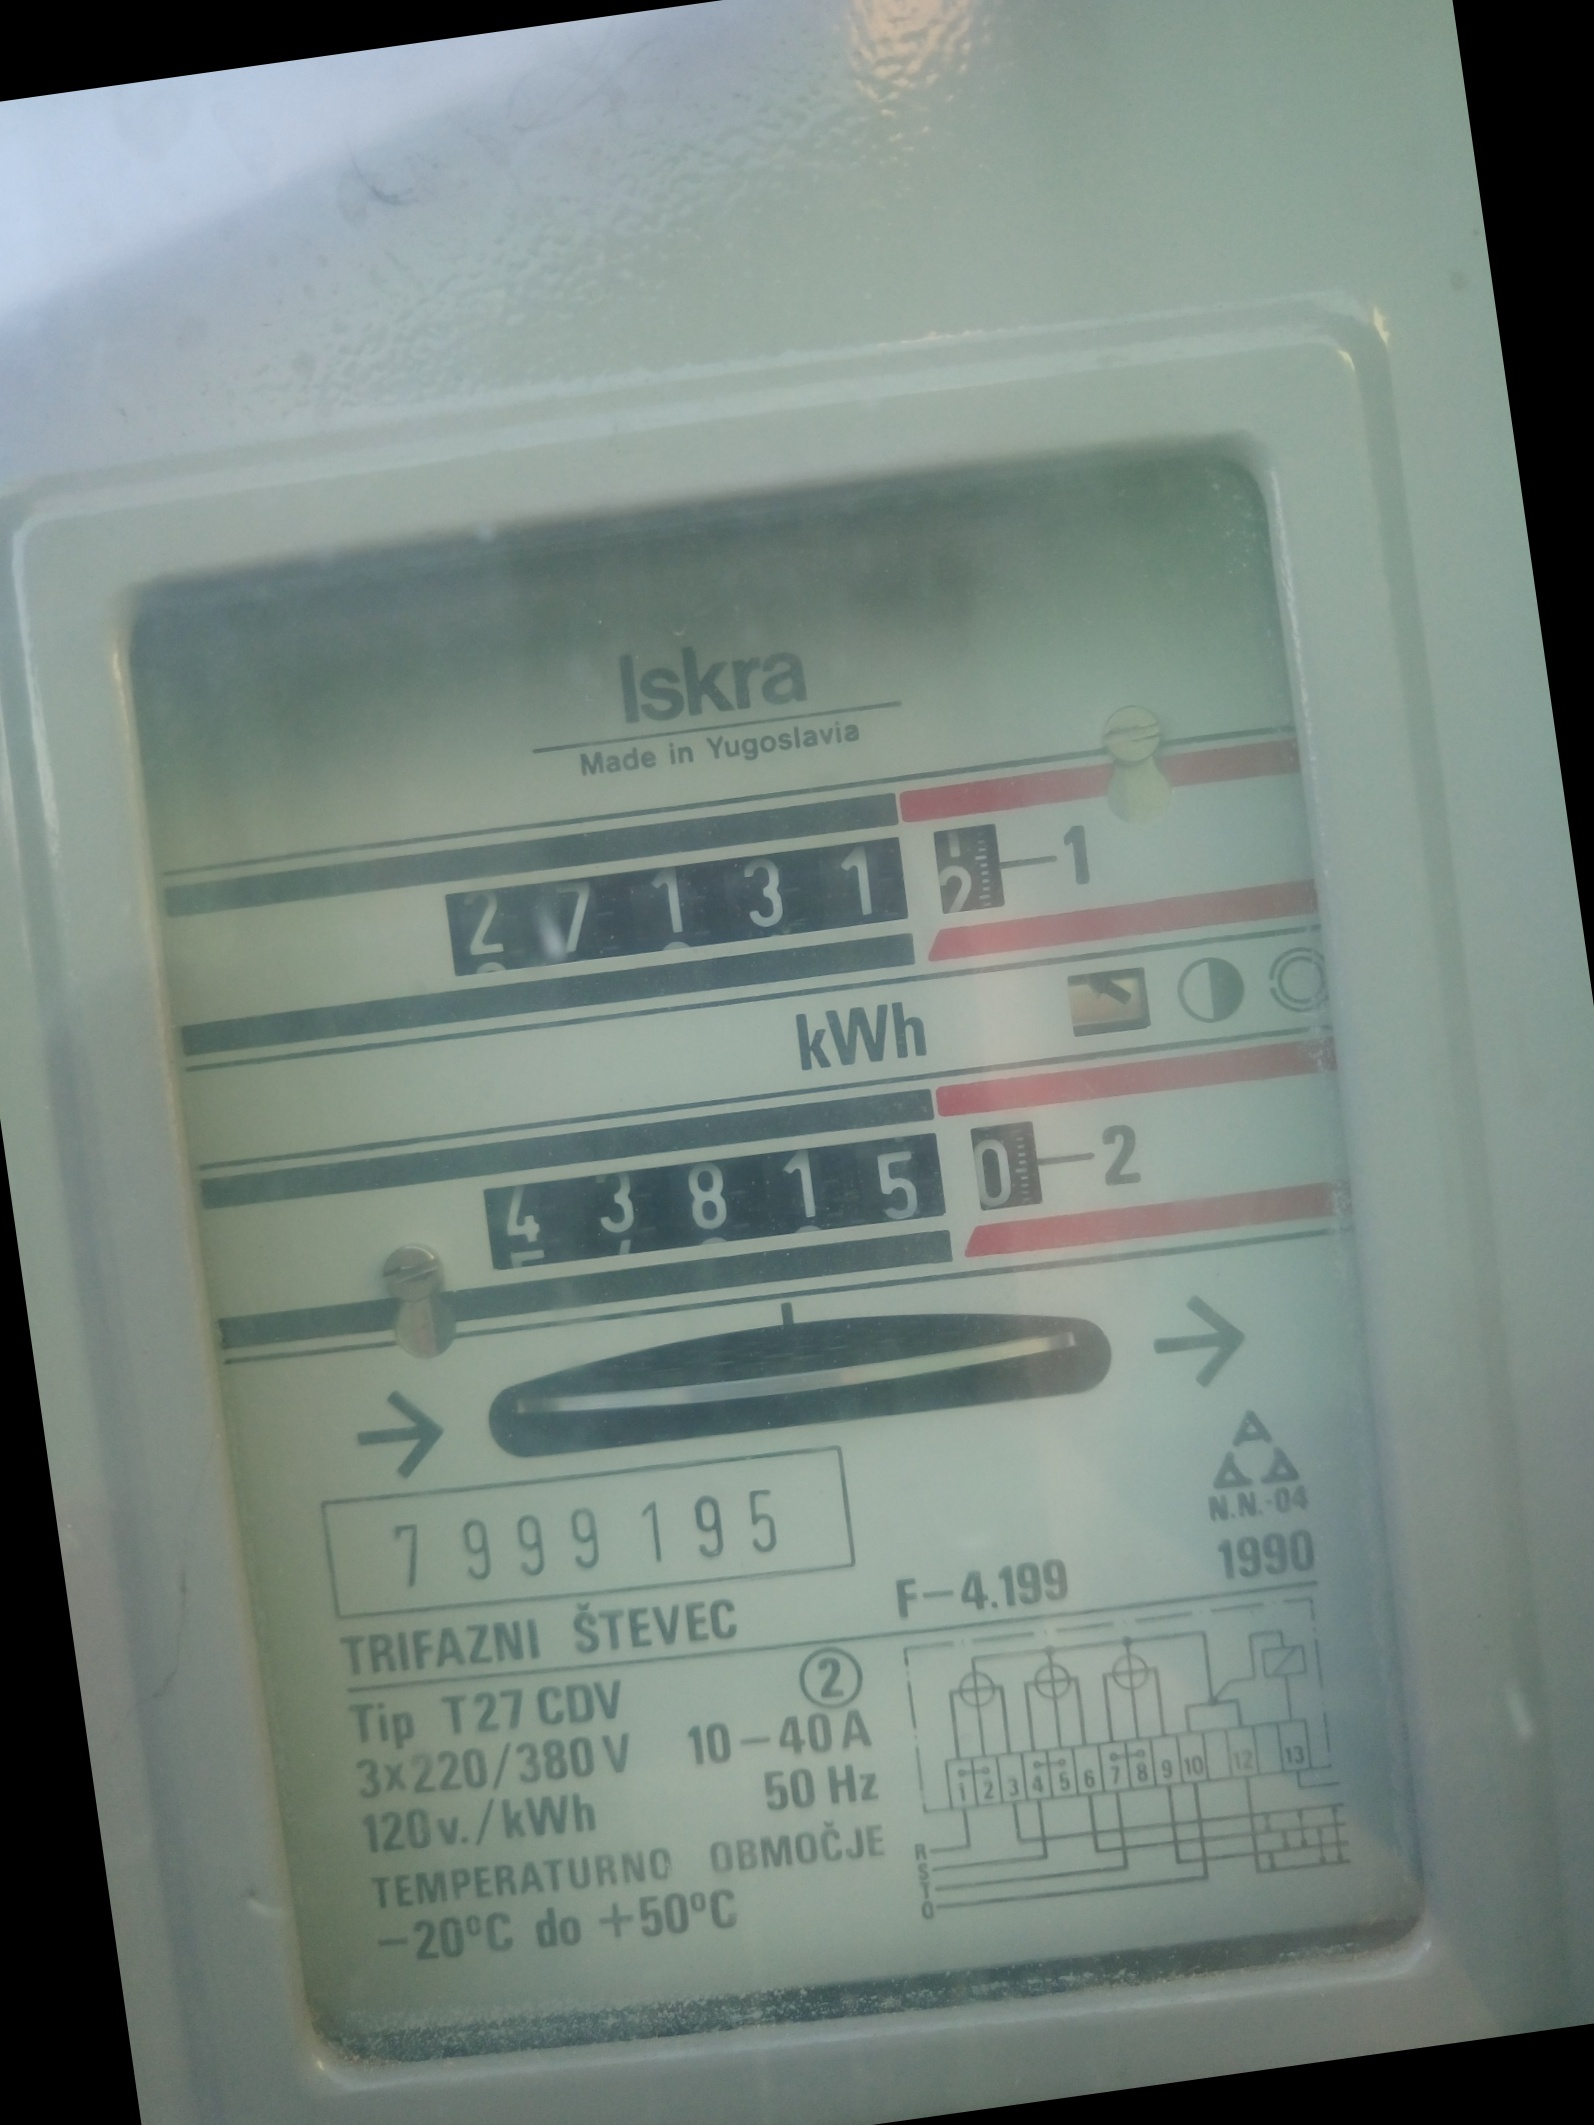 Iskra
Made in Yugoslavia
2 7 1 3 1 —1
kWh
4 3 8 1 5 0 —2
7 9 9 9 1 9 5
N.N.-04
1990
TRIFAZNI ŠTEVEC F–4.199
Tip T27 CDV 2
3x220/380 V 10–40 A
120 v./kWh 50 Hz
TEMPERATURNO OBMOČJE
–20°C do +50°C
1 2 3 4 5 6 7 8 9 10 12 13
R
S
T
0